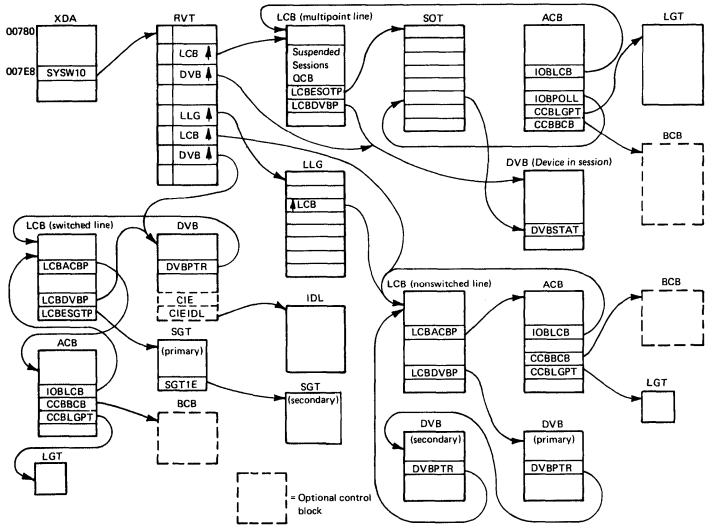 XDA
00780
007E8
SYSW10
RVT
LCB
DVB
LLG
LCB
DVB
LCB (multipoint line)
Suspended
Sessions
QCB
LCBESOTP
LCBDVBP
SOT
ACB
IOBLCB
IOBPOLL
CCBLGPT
CCBBCB
LGT
BCB
DVB (Device in session)
DVBSTAT
LLG
LCB
LCB (switched line)
LCBACBP
LCBDVBP
LCBESGTP
DVB
DVBPTR
CIE
CIEIDL
IDL
ACB
IOBLCB
CCBBCB
CCBLGPT
LGT
SGT
(primary)
SGT1E
BCB
SGT
(secondary)
LCB (nonswitched line)
LCBACBP
LCBDVBP
ACB
IOBLCB
CCBBCB
CCBLGPT
BCB
LGT
DVB
(secondary)
DVBPTR
DVB
(primary)
DVBPTR
= Optional control
block